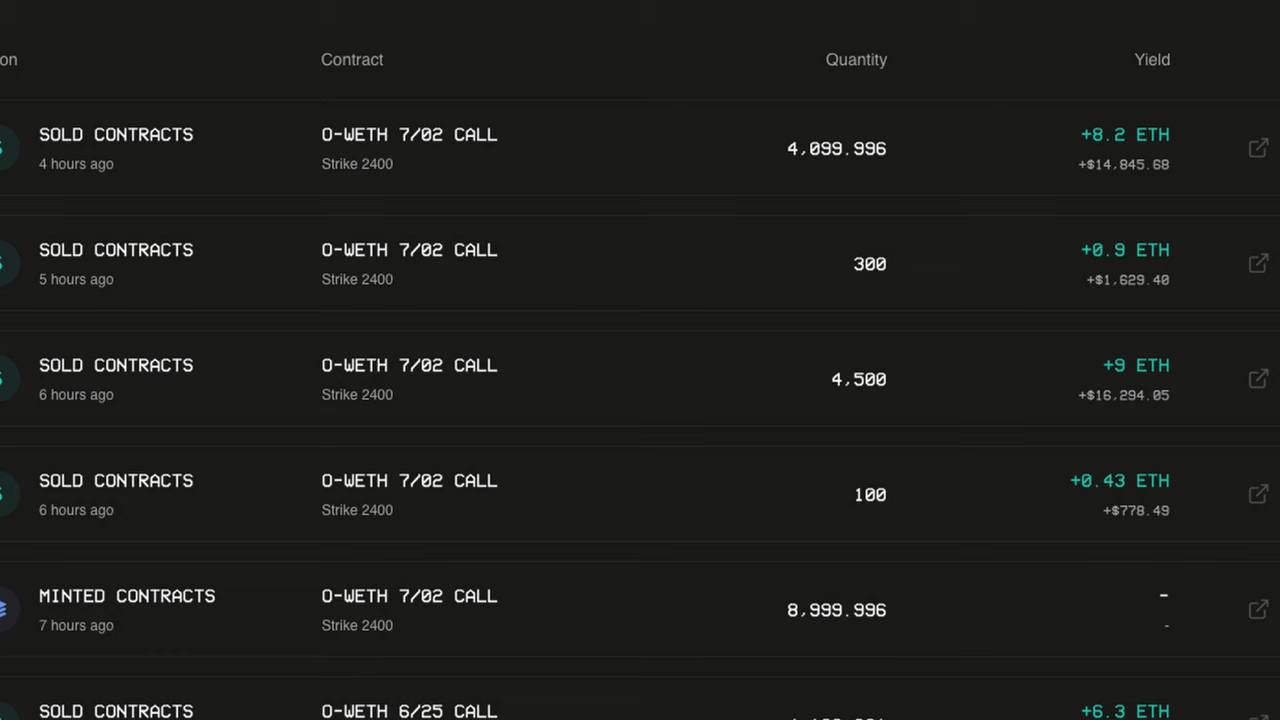 on Contract Quantity Yield
SOLD CONTRACTS O-WETH 7/02 CALL 4,099.996 +8.2 ETH
4 hours ago Strike 2400 +$14,845.68
SOLD CONTRACTS O-WETH 7/02 CALL 300 +0.9 ETH
5 hours ago Strike 2400 +$1,629.40
SOLD CONTRACTS O-WETH 7/02 CALL 4,500 +9 ETH
6 hours ago Strike 2400 +$16,294.05
SOLD CONTRACTS O-WETH 7/02 CALL 100 +0.43 ETH
6 hours ago Strike 2400 +$778.49
MINTED CONTRACTS O-WETH 7/02 CALL 8,999.996 -
7 hours ago Strike 2400 -
SOLD CONTRACTS O-WETH 6/25 CALL +6.3 ETH